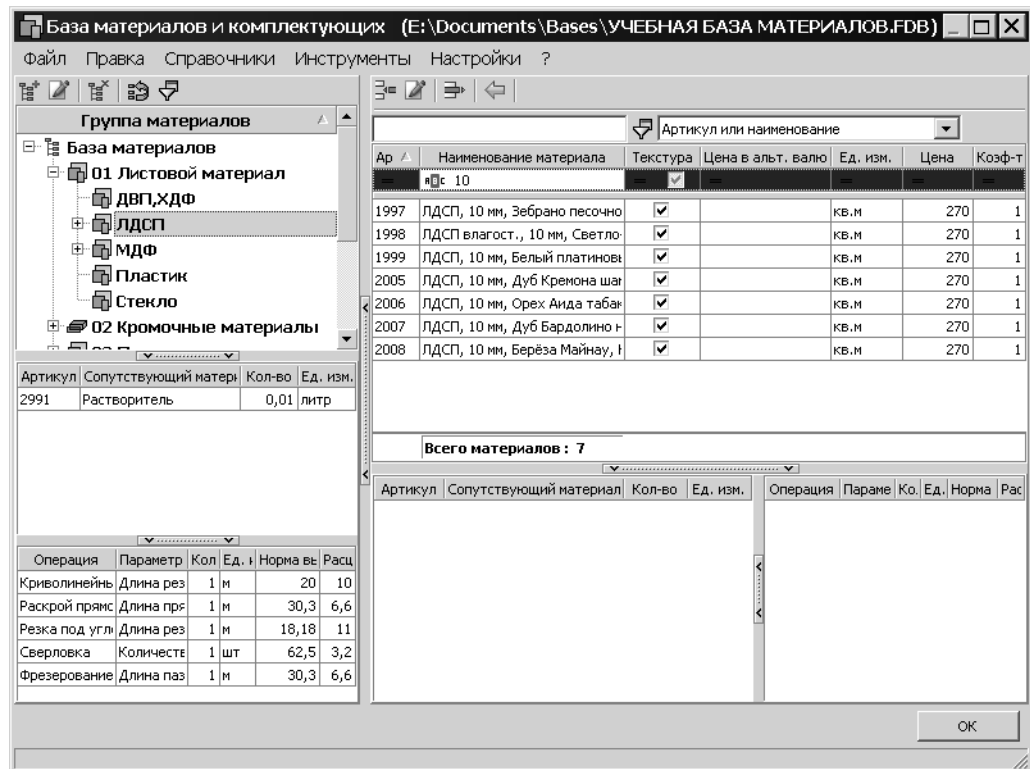 База материалов и комплектующих (E:\Documents\Bases\УЧЕБНАЯ БАЗА МАТЕРИАЛОВ.FDB)
Файл Правка Справочники Инструменты Настройки ?
Группа материалов
База материалов
01 Листовой материал
ДВП,ХДФ
ЛДСП
МДФ
Пластик
Стекло
02 Кромочные материалы
Артикул Сопутствующий матери Кол-во Ед. изм.
2991 Растворитель 0,01 литр
Операция Параметр Кол Ед. Норма вь Расц
Криволинейнь Длина рез 1 м 20 10
Раскрой прямо Длина пря 1 м 30,3 6,6
Резка под угл Длина рез 1 м 18,18 11
Сверловка Количеств 1 шт 62,5 3,2
Фрезерование Длина паз 1 м 30,3 6,6
Артикул или наименование
Ар Наименование материала Текстура Цена в альт. валю Ед. изм. Цена Коэф-т
= 10 = = = = =
1997 ЛДСП, 10 мм, Зебрано песочно кв.м 270 1
1998 ЛДСП влагост., 10 мм, Светло- кв.м 270 1
1999 ЛДСП, 10 мм, Белый платиновы кв.м 270 1
2005 ЛДСП, 10 мм, Дуб Кремона шам кв.м 270 1
2006 ЛДСП, 10 мм, Орех Аида табак кв.м 270 1
2007 ЛДСП, 10 мм, Дуб Бардолино н кв.м 270 1
2008 ЛДСП, 10 мм, Берёза Майнау, кв.м 270 1
Всего материалов : 7
Артикул Сопутствующий материал Кол-во Ед. изм.
Операция Параме Ко. Ед. Норма Рас
ОК